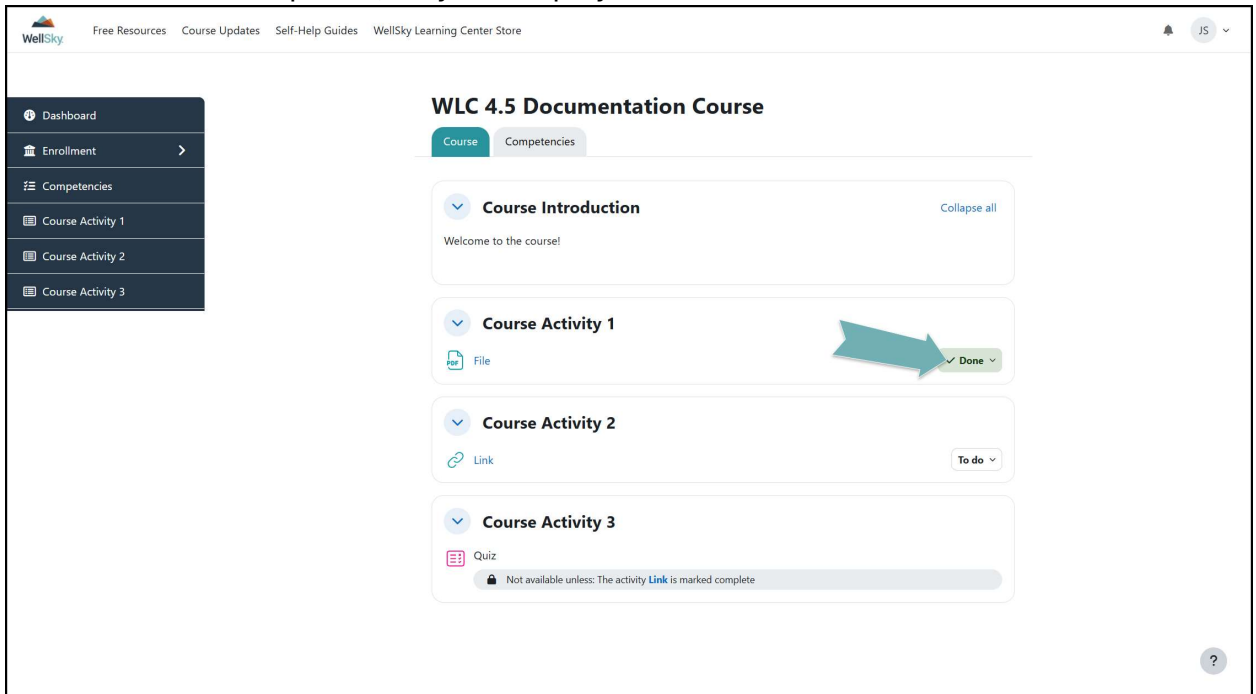 WellSky.
Free Resources Course Updates Self-Help Guides WellSky Learning Center Store
JS
Dashboard
Enrollment
Competencies
Course Activity 1
Course Activity 2
Course Activity 3
WLC 4.5 Documentation Course
Course Competencies
Course Introduction Collapse all
Welcome to the course!
Course Activity 1
PDF File ✓ Done
Course Activity 2
Link To do
Course Activity 3
Quiz
Not available unless: The activity Link is marked complete
?